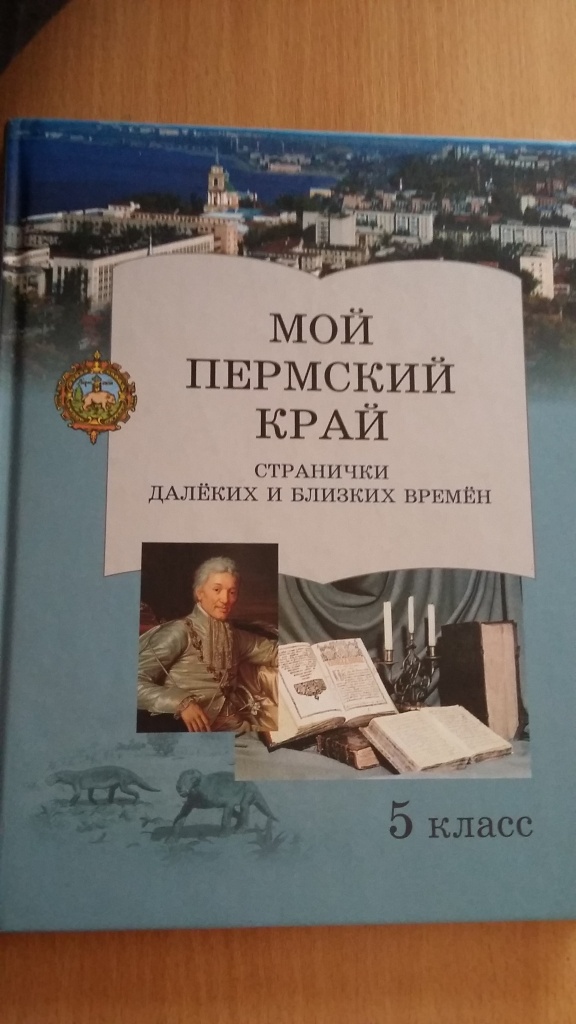 МОЙ
ПЕРМСКИЙ
КРАЙ
СТРАНИЧКИ
ДАЛЁКИХ И БЛИЗКИХ ВРЕМЁН
5 класс